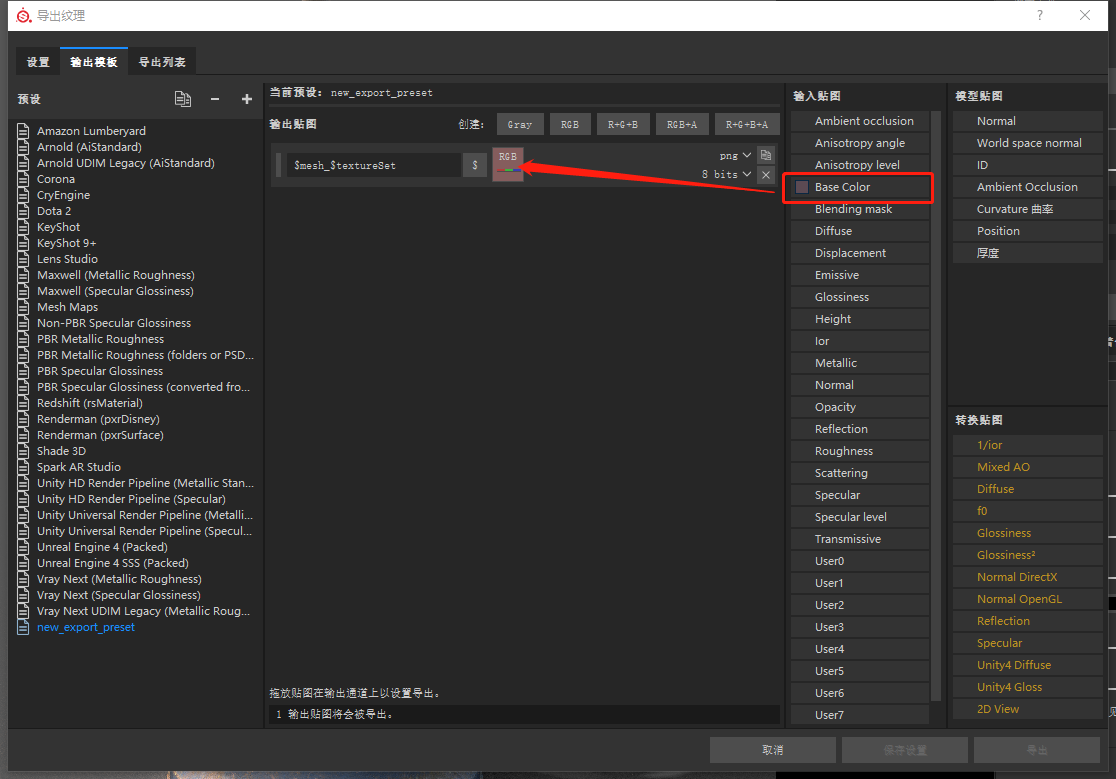 导出纹理
?
设置
输出模板
导出列表
预设
Amazon Lumberyard
Arnold (AiStandard)
Arnold UDIM Legacy (AiStandard)
Corona
CryEngine
Dota 2
KeyShot
KeyShot 9+
Lens Studio
Maxwell (Metallic Roughness)
Maxwell (Specular Glossiness)
Mesh Maps
Non-PBR Specular Glossiness
PBR Metallic Roughness
PBR Metallic Roughness (folders or PSD...
PBR Specular Glossiness
PBR Specular Glossiness (converted fro...
Redshift (rsMaterial)
Renderman (pxrDisney)
Renderman (pxrSurface)
Shade 3D
Spark AR Studio
Unity HD Render Pipeline (Metallic Stan...
Unity HD Render Pipeline (Specular)
Unity Universal Render Pipeline (Metalli...
Unity Universal Render Pipeline (Specul...
Unreal Engine 4 (Packed)
Unreal Engine 4 SSS (Packed)
Vray Next (Metallic Roughness)
Vray Next (Specular Glossiness)
Vray Next UDIM Legacy (Metallic Roug...
new_export_preset
当前预设: new_export_preset
输出贴图
创建:
Gray
RGB
R+G+B
RGB+A
R+G+B+A
$mesh_$textureSet
$
RGB
png
8 bits
拖放贴图在输出通道上以设置导出。
1 输出贴图将会被导出。
输入贴图
Ambient occlusion
Anisotropy angle
Anisotropy level
Base Color
Blending mask
Diffuse
Displacement
Emissive
Glossiness
Height
Ior
Metallic
Normal
Opacity
Reflection
Roughness
Scattering
Specular
Specular level
Transmissive
User0
User1
User2
User3
User4
User5
User6
User7
模型贴图
Normal
World space normal
ID
Ambient Occlusion
Curvature 曲率
Position
厚度
转换贴图
1/ior
Mixed AO
Diffuse
f0
Glossiness
Glossiness²
Normal DirectX
Normal OpenGL
Reflection
Specular
Unity4 Diffuse
Unity4 Gloss
2D View
取消
保存设置
导出